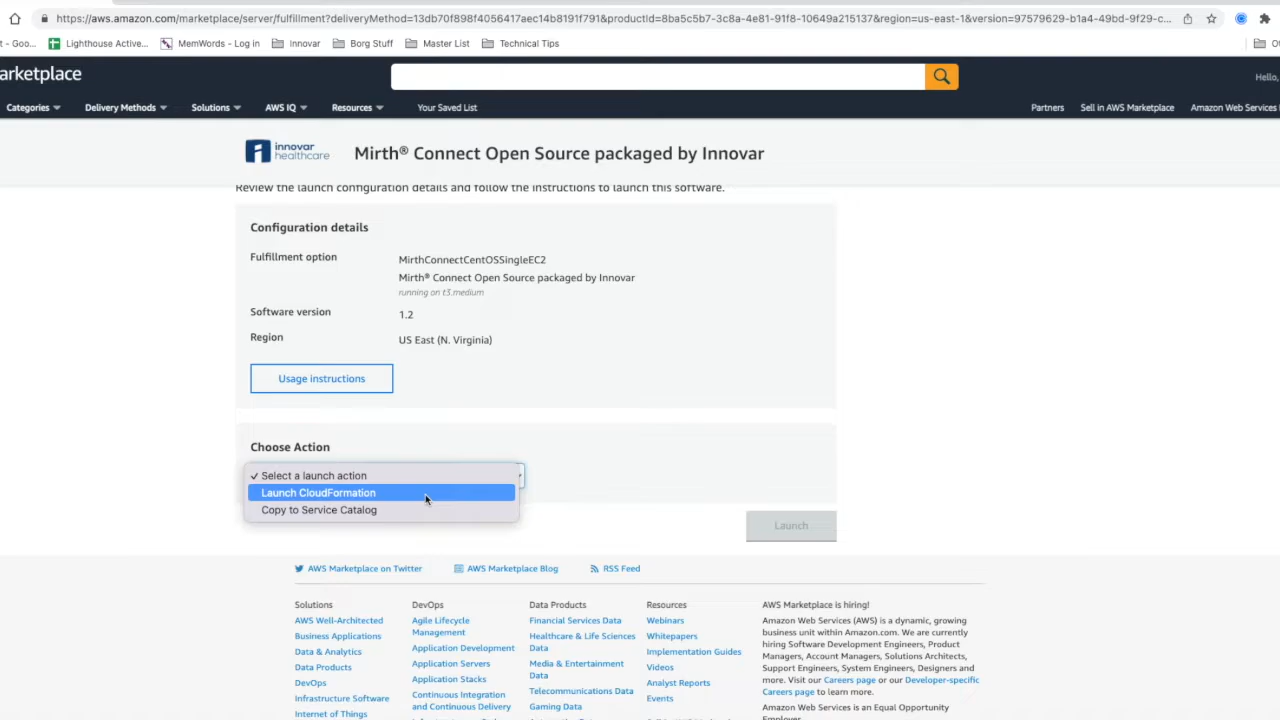 https://aws.amazon.com/marketplace/server/fulfillment?deliveryMethod=13db70f898f4056417aec14b8191f791&productId=8ba5c5b7-3c8a-4e81-91f8-10649a215137&region=us-east-1&version=97579629-b1a4-49bd-9f29-c...
t - Goo... Lighthouse Active... MemWords - Log in Innovar Borg Stuff Master List Technical Tips
arketplace
Hello,
Categories Delivery Methods Solutions AWS IQ Resources Your Saved List Partners Sell in AWS Marketplace Amazon Web Services
innovar
healthcare
Mirth® Connect Open Source packaged by Innovar
Review the launch configuration details and follow the instructions to launch this software.
Configuration details
Fulfillment option MirthConnectCentOSSingleEC2
Mirth® Connect Open Source packaged by Innovar
running on t3.medium
Software version 1.2
Region US East (N. Virginia)
Usage instructions
Choose Action
✓ Select a launch action
Launch CloudFormation
Copy to Service Catalog
Launch
AWS Marketplace on Twitter AWS Marketplace Blog RSS Feed
Solutions
AWS Well-Architected
Business Applications
Data & Analytics
Data Products
DevOps
Infrastructure Software
Internet of Things
DevOps
Agile Lifecycle
Management
Application Development
Application Servers
Application Stacks
Continuous Integration
and Continuous Delivery
Data Products
Financial Services Data
Healthcare & Life Sciences
Data
Media & Entertainment
Data
Telecommunications Data
Gaming Data
Resources
Webinars
Whitepapers
Implementation Guides
Videos
Analyst Reports
Events
AWS Marketplace is hiring!
Amazon Web Services (AWS) is a dynamic, growing
business unit within Amazon.com. We are currently
hiring Software Development Engineers, Product
Managers, Account Managers, Solutions Architects,
Support Engineers, System Engineers, Designers and
more. Visit our Careers page or our Developer-specific
Careers page to learn more.
Amazon Web Services is an Equal Opportunity
Employer